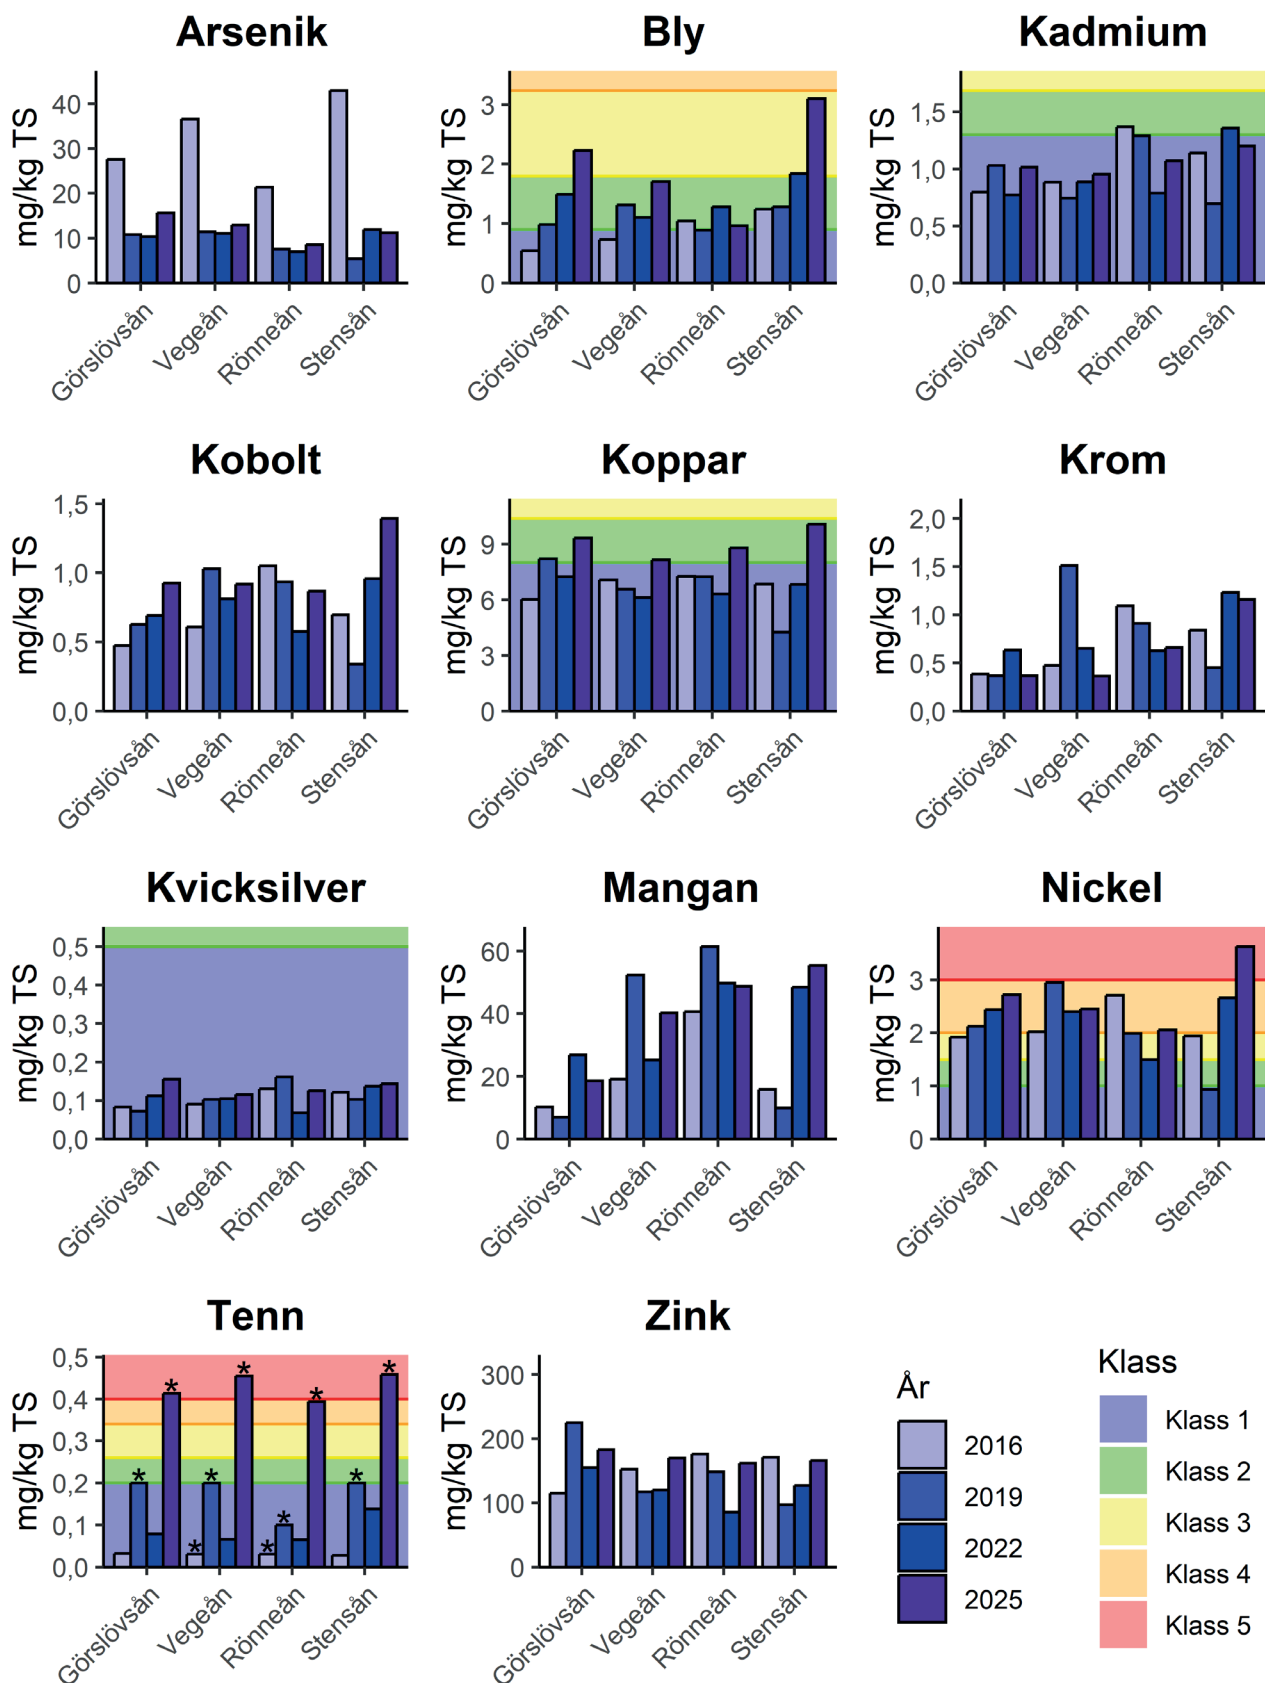 Arsenik Bly Kadmium
mg/kg TS
40
30
20
10
0
Görslövsån Vegeån Rönneån Stensån
mg/kg TS
3
2
1
0
Görslövsån Vegeån Rönneån Stensån
mg/kg TS
1,5
1,0
0,5
0,0
Görslövsån Vegeån Rönneån Stensån
Kobolt Koppar Krom
mg/kg TS
1,5
1,0
0,5
0,0
Görslövsån Vegeån Rönneån Stensån
mg/kg TS
9
6
3
0
Görslövsån Vegeån Rönneån Stensån
mg/kg TS
2,0
1,5
1,0
0,5
0,0
Görslövsån Vegeån Rönneån Stensån
Kvicksilver Mangan Nickel
mg/kg TS
0,5
0,4
0,3
0,2
0,1
0,0
Görslövsån Vegeån Rönneån Stensån
mg/kg TS
60
40
20
0
Görslövsån Vegeån Rönneån Stensån
mg/kg TS
3
2
1
0
Görslövsån Vegeån Rönneån Stensån
Tenn Zink
mg/kg TS
0,5
0,4
0,3
0,2
0,1
0,0
* * * *
* * * *
* *
Görslövsån Vegeån Rönneån Stensån
mg/kg TS
300
200
100
0
Görslövsån Vegeån Rönneån Stensån
År
2016
2019
2022
2025
Klass
Klass 1
Klass 2
Klass 3
Klass 4
Klass 5